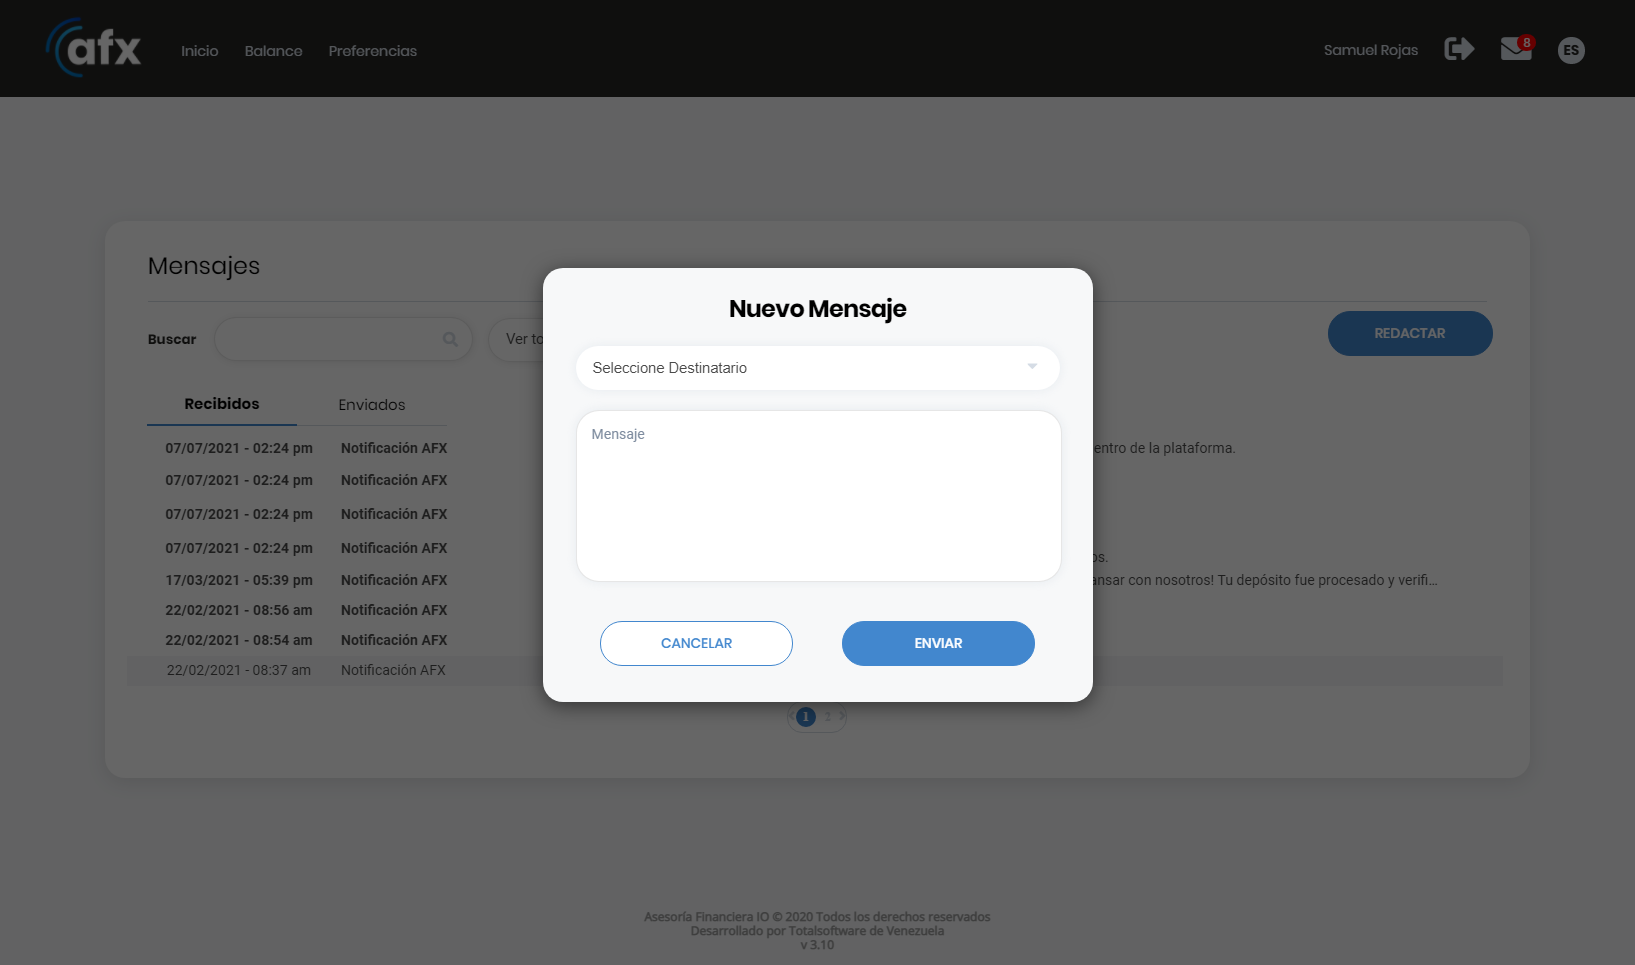 afx
Inicio Balance Preferencias
Samuel Rojas 8 ES
Mensajes
Nuevo Mensaje
Buscar Ver to
REDACTAR
Seleccione Destinatario
Recibidos Enviados
Mensaje
07/07/2021 - 02:24 pm Notificación AFX entro de la plataforma.
07/07/2021 - 02:24 pm Notificación AFX
07/07/2021 - 02:24 pm Notificación AFX
07/07/2021 - 02:24 pm Notificación AFX os.
17/03/2021 - 05:39 pm Notificación AFX ansar con nosotros! Tu depósito fue procesado y verifi...
22/02/2021 - 08:56 am Notificación AFX
22/02/2021 - 08:54 am Notificación AFX
22/02/2021 - 08:37 am Notificación AFX
CANCELAR ENVIAR
< 1 2 >
Asesoría Financiera IO © 2020 Todos los derechos reservados
Desarrollado por Totalsoftware de Venezuela
v 3.10